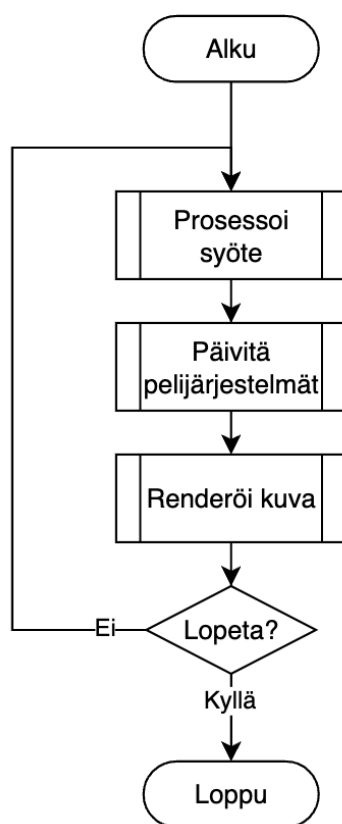 Alku
Prosessoi
syöte
Päivitä
pelijärjestelmät
Renderöi kuva
Lopeta?
Ei
Kyllä
Loppu